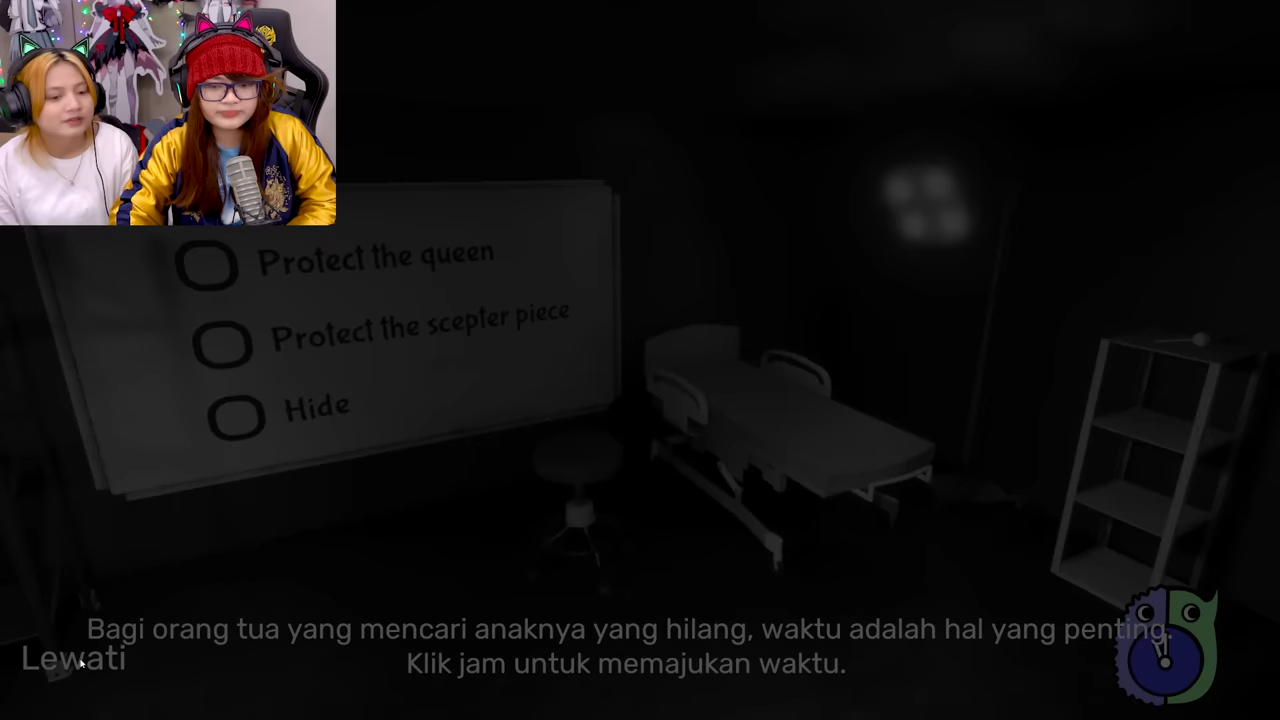 Protect the queen
Protect the scepter piece
Hide
Bagi orang tua yang mencari anaknya yang hilang, waktu adalah hal yang penting.
Klik jam untuk memajukan waktu.
Lewati